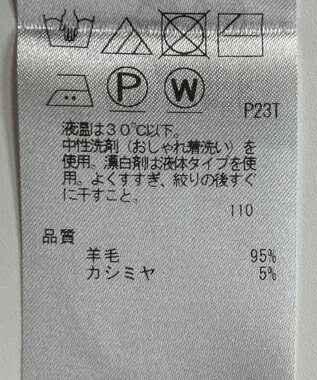 P
W
P23T
液温は30℃以下。
中性洗剤（おしゃれ着洗い）を
使用、漂白剤は液体タイプを使
用。よくすすぎ、絞りの後すぐ
に干すこと。
110
品質
羊毛 95%
カシミヤ 5%